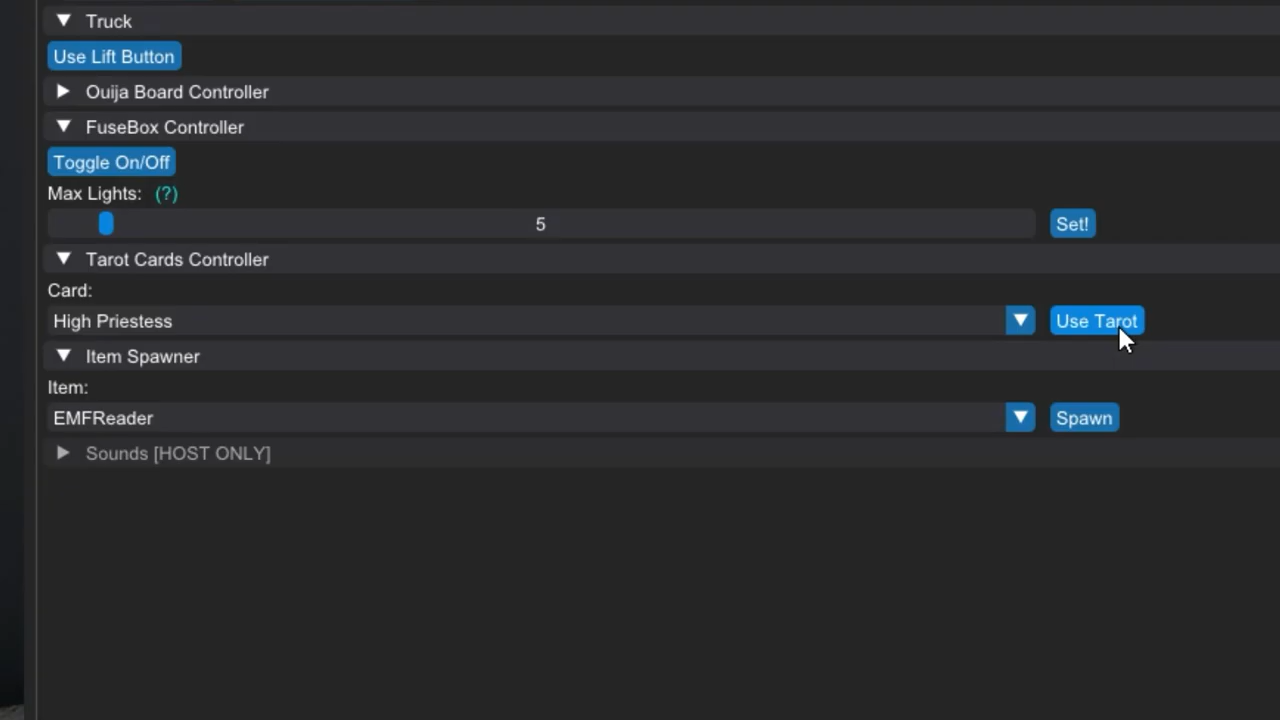 Truck
Use Lift Button
Ouija Board Controller
FuseBox Controller
Toggle On/Off
Max Lights: (?)
5 Set!
Tarot Cards Controller
Card:
High Priestess Use Tarot
Item Spawner
Item:
EMFReader Spawn
Sounds [HOST ONLY]